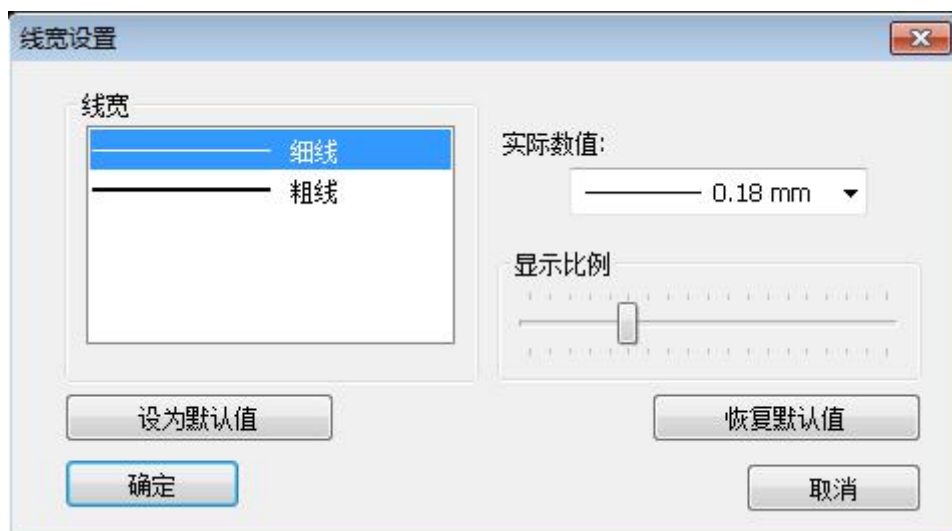 线宽设置
线宽
细线
粗线
实际数值:
0.18 mm
显示比例
设为默认值
恢复默认值
确定
取消